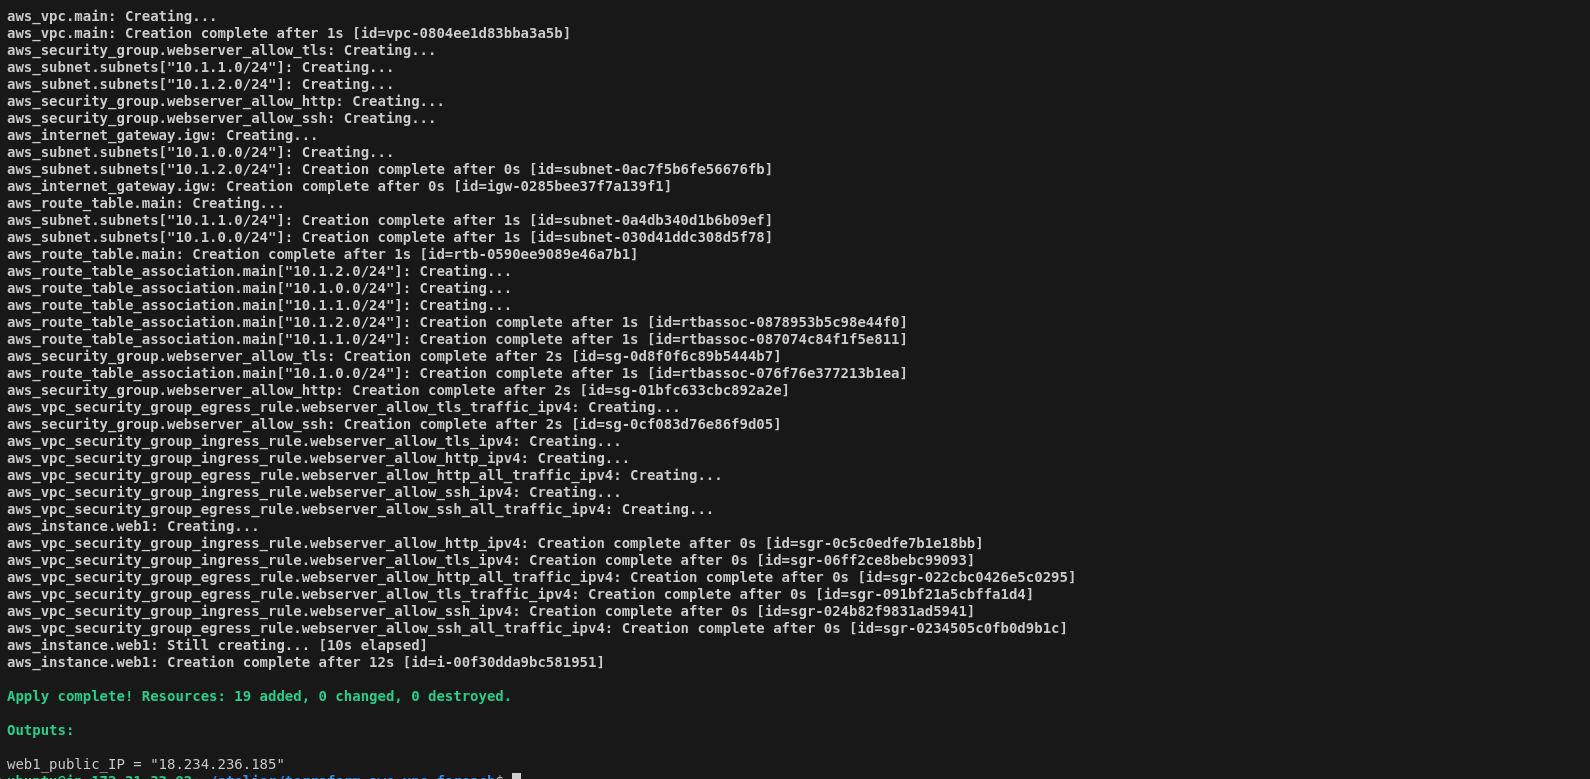 aws_vpc.main: Creating...
aws_vpc.main: Creation complete after 1s [id=vpc-0804ee1d83bba3a5b]
aws_security_group.webserver_allow_tls: Creating...
aws_subnet.subnets["10.1.1.0/24"]: Creating...
aws_subnet.subnets["10.1.2.0/24"]: Creating...
aws_security_group.webserver_allow_http: Creating...
aws_security_group.webserver_allow_ssh: Creating...
aws_internet_gateway.igw: Creating...
aws_subnet.subnets["10.1.0.0/24"]: Creating...
aws_subnet.subnets["10.1.2.0/24"]: Creation complete after 0s [id=subnet-0ac7f5b6fe56676fb]
aws_internet_gateway.igw: Creation complete after 0s [id=igw-0285bee37f7a139f1]
aws_route_table.main: Creating...
aws_subnet.subnets["10.1.1.0/24"]: Creation complete after 1s [id=subnet-0a4db340d1b6b09ef]
aws_subnet.subnets["10.1.0.0/24"]: Creation complete after 1s [id=subnet-030d41ddc308d5f78]
aws_route_table.main: Creation complete after 1s [id=rtb-0590ee9089e46a7b1]
aws_route_table_association.main["10.1.2.0/24"]: Creating...
aws_route_table_association.main["10.1.0.0/24"]: Creating...
aws_route_table_association.main["10.1.1.0/24"]: Creating...
aws_route_table_association.main["10.1.2.0/24"]: Creation complete after 1s [id=rtbassoc-0878953b5c98e44f0]
aws_route_table_association.main["10.1.1.0/24"]: Creation complete after 1s [id=rtbassoc-087074c84f1f5e811]
aws_security_group.webserver_allow_tls: Creation complete after 2s [id=sg-0d8f0f6c89b5444b7]
aws_route_table_association.main["10.1.0.0/24"]: Creation complete after 1s [id=rtbassoc-076f76e377213b1ea]
aws_security_group.webserver_allow_http: Creation complete after 2s [id=sg-01bfc633cbc892a2e]
aws_vpc_security_group_egress_rule.webserver_allow_tls_traffic_ipv4: Creating...
aws_security_group.webserver_allow_ssh: Creation complete after 2s [id=sg-0cf083d76e86f9d05]
aws_vpc_security_group_ingress_rule.webserver_allow_tls_ipv4: Creating...
aws_vpc_security_group_ingress_rule.webserver_allow_http_ipv4: Creating...
aws_vpc_security_group_egress_rule.webserver_allow_http_all_traffic_ipv4: Creating...
aws_vpc_security_group_ingress_rule.webserver_allow_ssh_ipv4: Creating...
aws_vpc_security_group_egress_rule.webserver_allow_ssh_all_traffic_ipv4: Creating...
aws_instance.web1: Creating...
aws_vpc_security_group_ingress_rule.webserver_allow_http_ipv4: Creation complete after 0s [id=sgr-0c5c0edfe7b1e18bb]
aws_vpc_security_group_ingress_rule.webserver_allow_tls_ipv4: Creation complete after 0s [id=sgr-06ff2ce8bebc99093]
aws_vpc_security_group_egress_rule.webserver_allow_http_all_traffic_ipv4: Creation complete after 0s [id=sgr-022cbc0426e5c0295]
aws_vpc_security_group_egress_rule.webserver_allow_tls_traffic_ipv4: Creation complete after 0s [id=sgr-091bf21a5cbffa1d4]
aws_vpc_security_group_ingress_rule.webserver_allow_ssh_ipv4: Creation complete after 0s [id=sgr-024b82f9831ad5941]
aws_vpc_security_group_egress_rule.webserver_allow_ssh_all_traffic_ipv4: Creation complete after 0s [id=sgr-0234505c0fb0d9b1c]
aws_instance.web1: Still creating... [10s elapsed]
aws_instance.web1: Creation complete after 12s [id=i-00f30dda9bc581951]
Apply complete! Resources: 19 added, 0 changed, 0 destroyed.
Outputs:
web1_public_IP = "18.234.236.185"